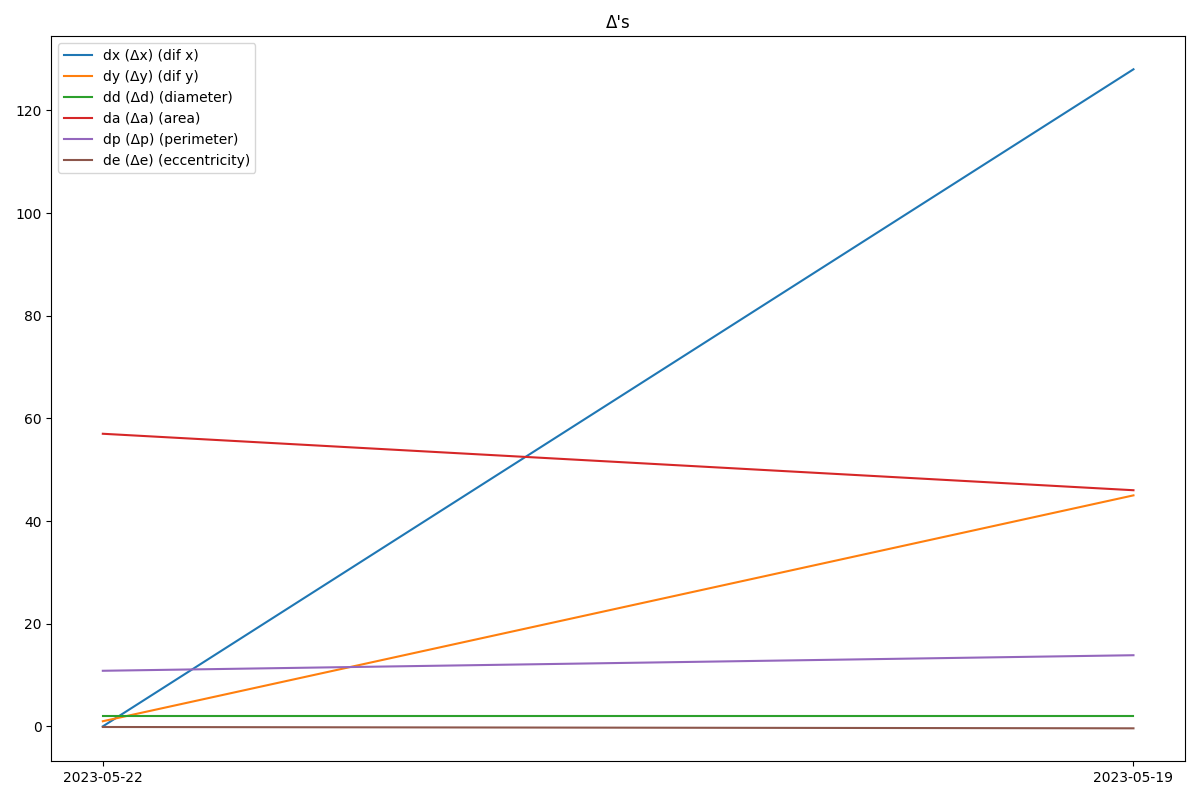 Δ's
dx (Δx) (dif x)
dy (Δy) (dif y)
dd (Δd) (diameter)
da (Δa) (area)
dp (Δp) (perimeter)
de (Δe) (eccentricity)
120
100
80
60
40
20
0
2023-05-22
2023-05-19